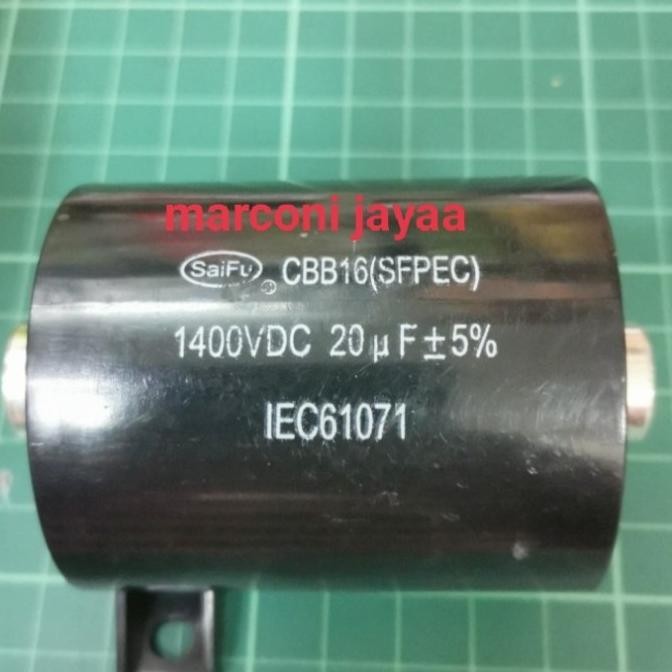 marconi jayaa
SaiFu ® CBB16(SFPEC)
1400VDC 20μF±5%
IEC61071